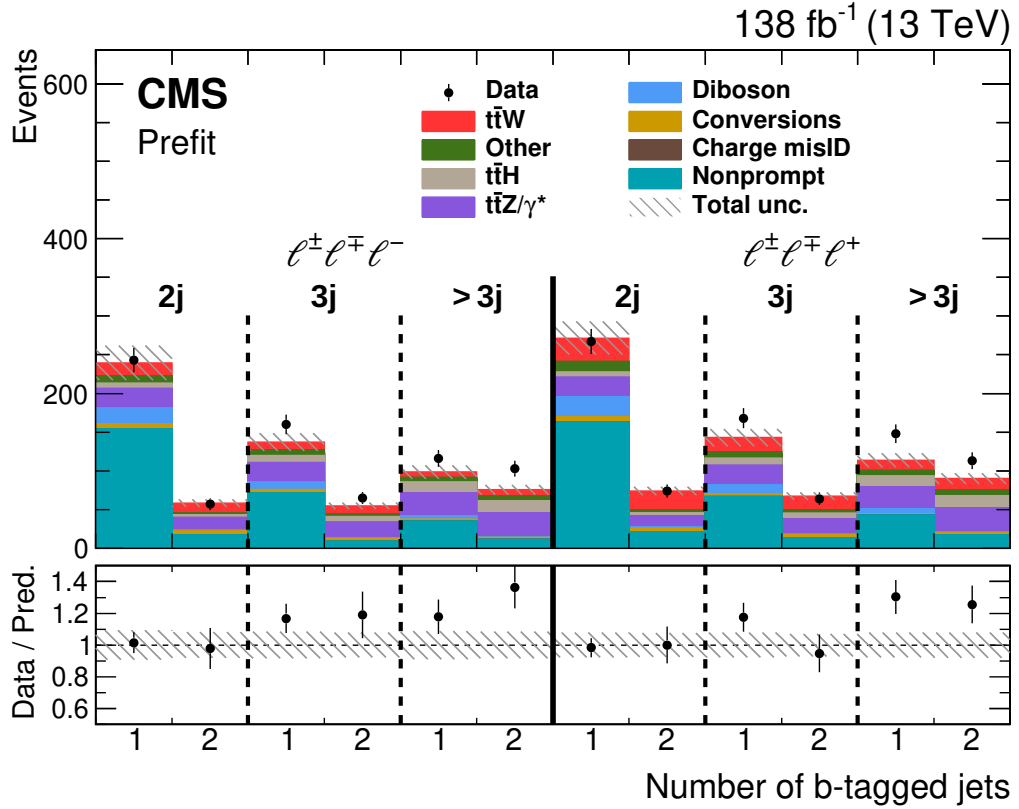 138 fb⁻¹ (13 TeV)
Events
600
400
200
0
CMS
Prefit
Data
tt̄W
Other
tt̄H
tt̄Z/γ*
Diboson
Conversions
Charge misID
Nonprompt
Total unc.
ℓ±ℓ∓ℓ⁻
ℓ±ℓ∓ℓ⁺
2j 3j > 3j 2j 3j > 3j
Data / Pred.
1.4
1.2
1
0.8
0.6
1 2 1 2 1 2 1 2 1 2 1 2
Number of b-tagged jets